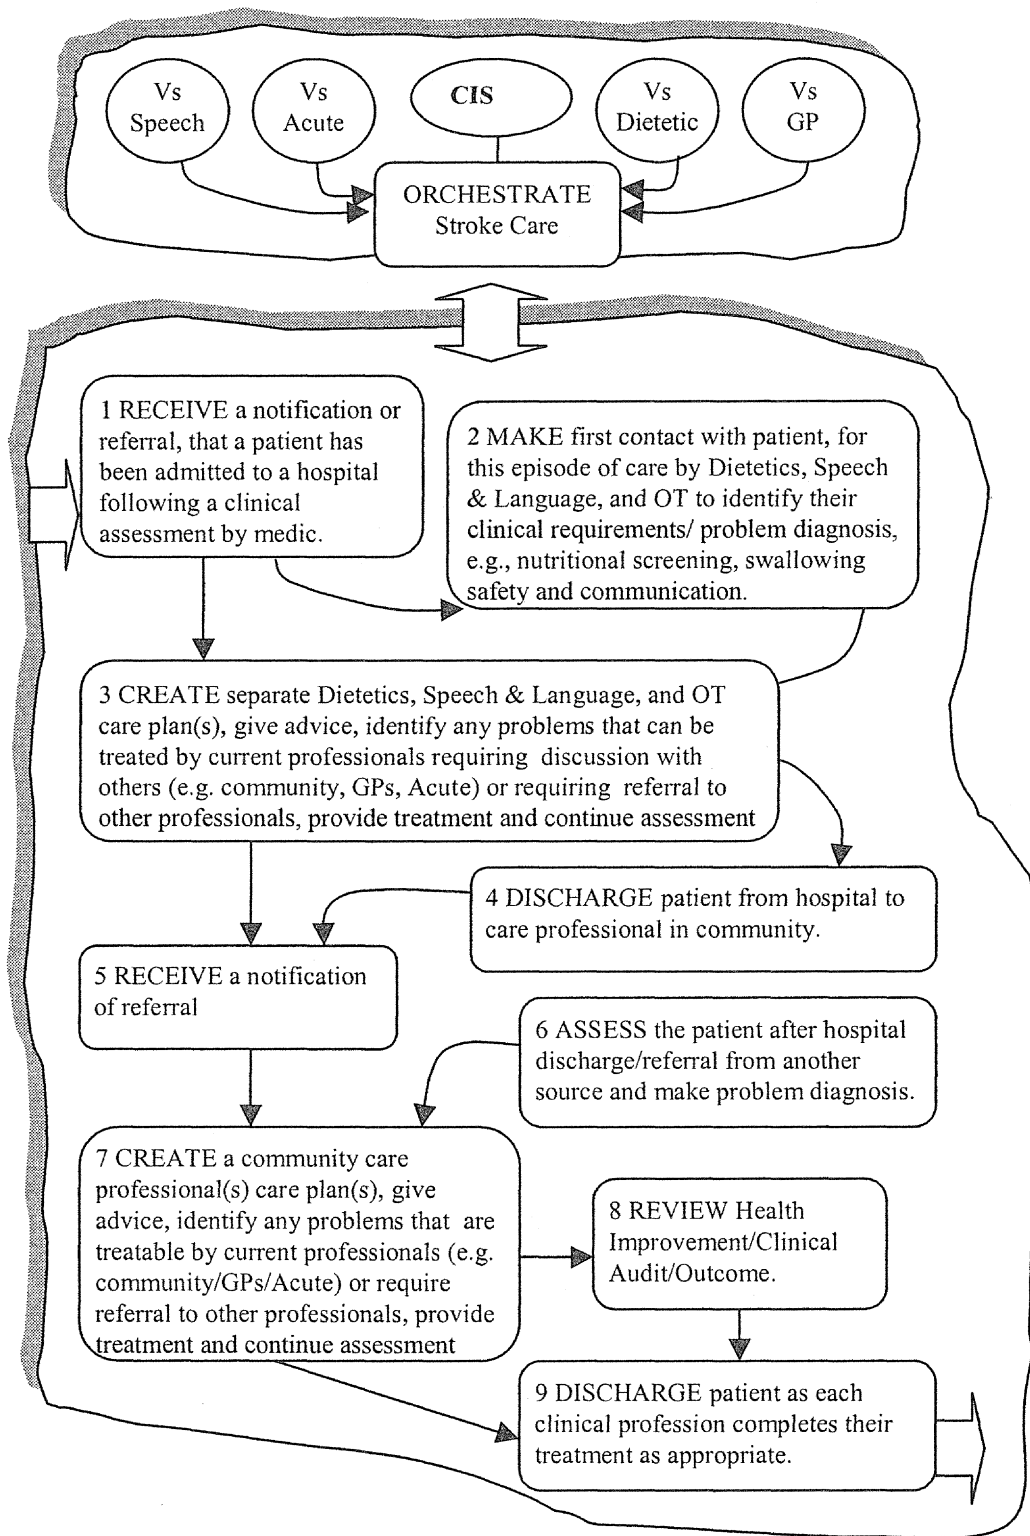 Vs
Speech
Vs
Acute
CIS
Vs
Dietetic
Vs
GP
ORCHESTRATE
Stroke Care
1 RECEIVE a notification or
referral, that a patient has
been admitted to a hospital
following a clinical
assessment by medic.
2 MAKE first contact with patient, for
this episode of care by Dietetics, Speech
& Language, and OT to identify their
clinical requirements/ problem diagnosis,
e.g., nutritional screening, swallowing
safety and communication.
3 CREATE separate Dietetics, Speech & Language, and OT
care plan(s), give advice, identify any problems that can be
treated by current professionals requiring discussion with
others (e.g. community, GPs, Acute) or requiring referral to
other professionals, provide treatment and continue assessment
4 DISCHARGE patient from hospital to
care professional in community.
5 RECEIVE a notification
of referral
6 ASSESS the patient after hospital
discharge/referral from another
source and make problem diagnosis.
7 CREATE a community care
professional(s) care plan(s), give
advice, identify any problems that are
treatable by current professionals (e.g.
community/GPs/Acute) or require
referral to other professionals, provide
treatment and continue assessment
8 REVIEW Health
Improvement/Clinical
Audit/Outcome.
9 DISCHARGE patient as each
clinical profession completes their
treatment as appropriate.